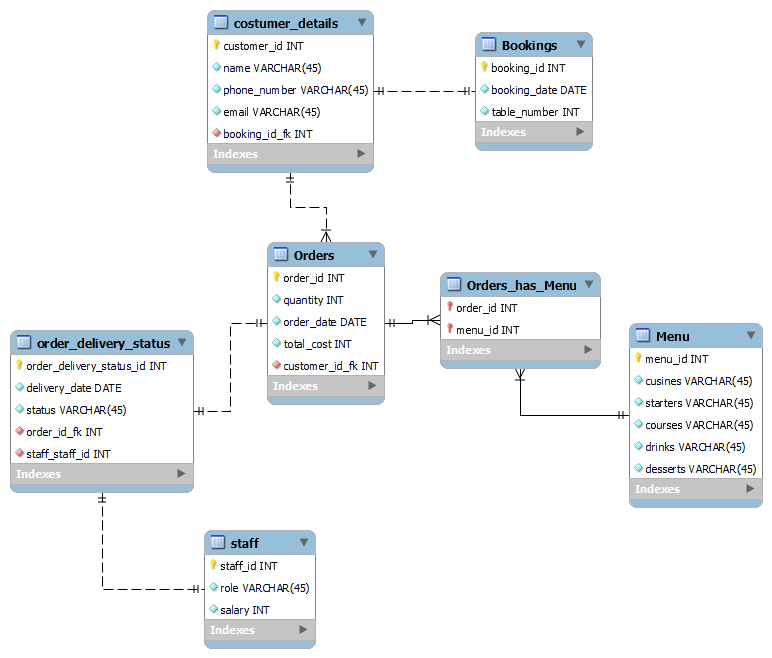 costumer_details
customer_id INT
name VARCHAR(45)
phone_number VARCHAR(45)
email VARCHAR(45)
booking_id_fk INT
Indexes
Bookings
booking_id INT
booking_date DATE
table_number INT
Indexes
Orders
order_id INT
quantity INT
order_date DATE
total_cost INT
customer_id_fk INT
Indexes
Orders_has_Menu
order_id INT
menu_id INT
Indexes
Menu
menu_id INT
cusines VARCHAR(45)
starters VARCHAR(45)
courses VARCHAR(45)
drinks VARCHAR(45)
desserts VARCHAR(45)
Indexes
order_delivery_status
order_delivery_status_id INT
delivery_date DATE
status VARCHAR(45)
order_id_fk INT
staff_staff_id INT
Indexes
staff
staff_id INT
role VARCHAR(45)
salary INT
Indexes